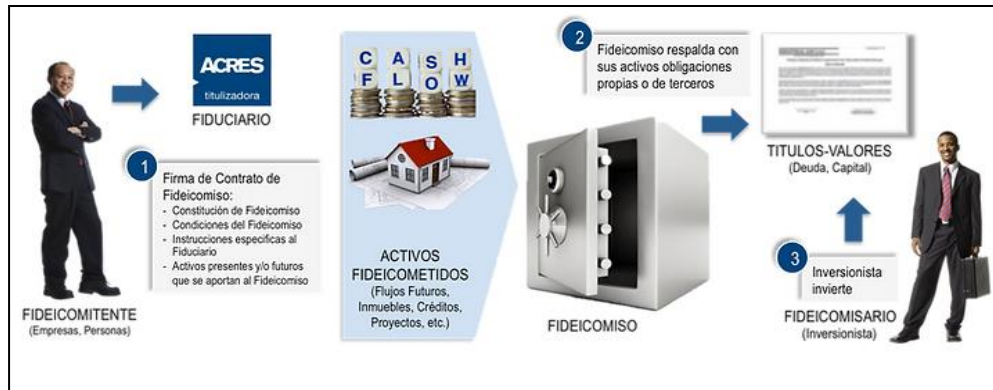 ACRES
titulizadora
FIDUCIARIO
1
Firma de Contrato de
Fideicomiso:
- Constitución de Fideicomiso
- Condiciones del Fideicomiso
- Instrucciones especificas al
Fiduciario
- Activos presentes y/o futuros
que se aportan al Fideicomiso
FIDEICOMITENTE
(Empresas, Personas)
CASH
FLOW
ACTIVOS
FIDEICOMETIDOS
(Flujos Futuros,
Inmuebles, Créditos,
Proyectos, etc.)
2
Fideicomiso respalda con
sus activos obligaciones
propias o de terceros
FIDEICOMISO
TITULOS-VALORES
(Deuda, Capital)
3
Inversionista
invierte
FIDEICOMISARIO
(Inversionista)